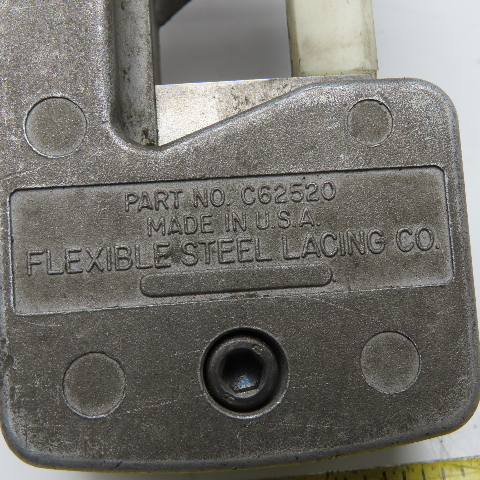 PART NO. C62520
MADE IN U.S.A.
FLEXIBLE STEEL LACING CO.